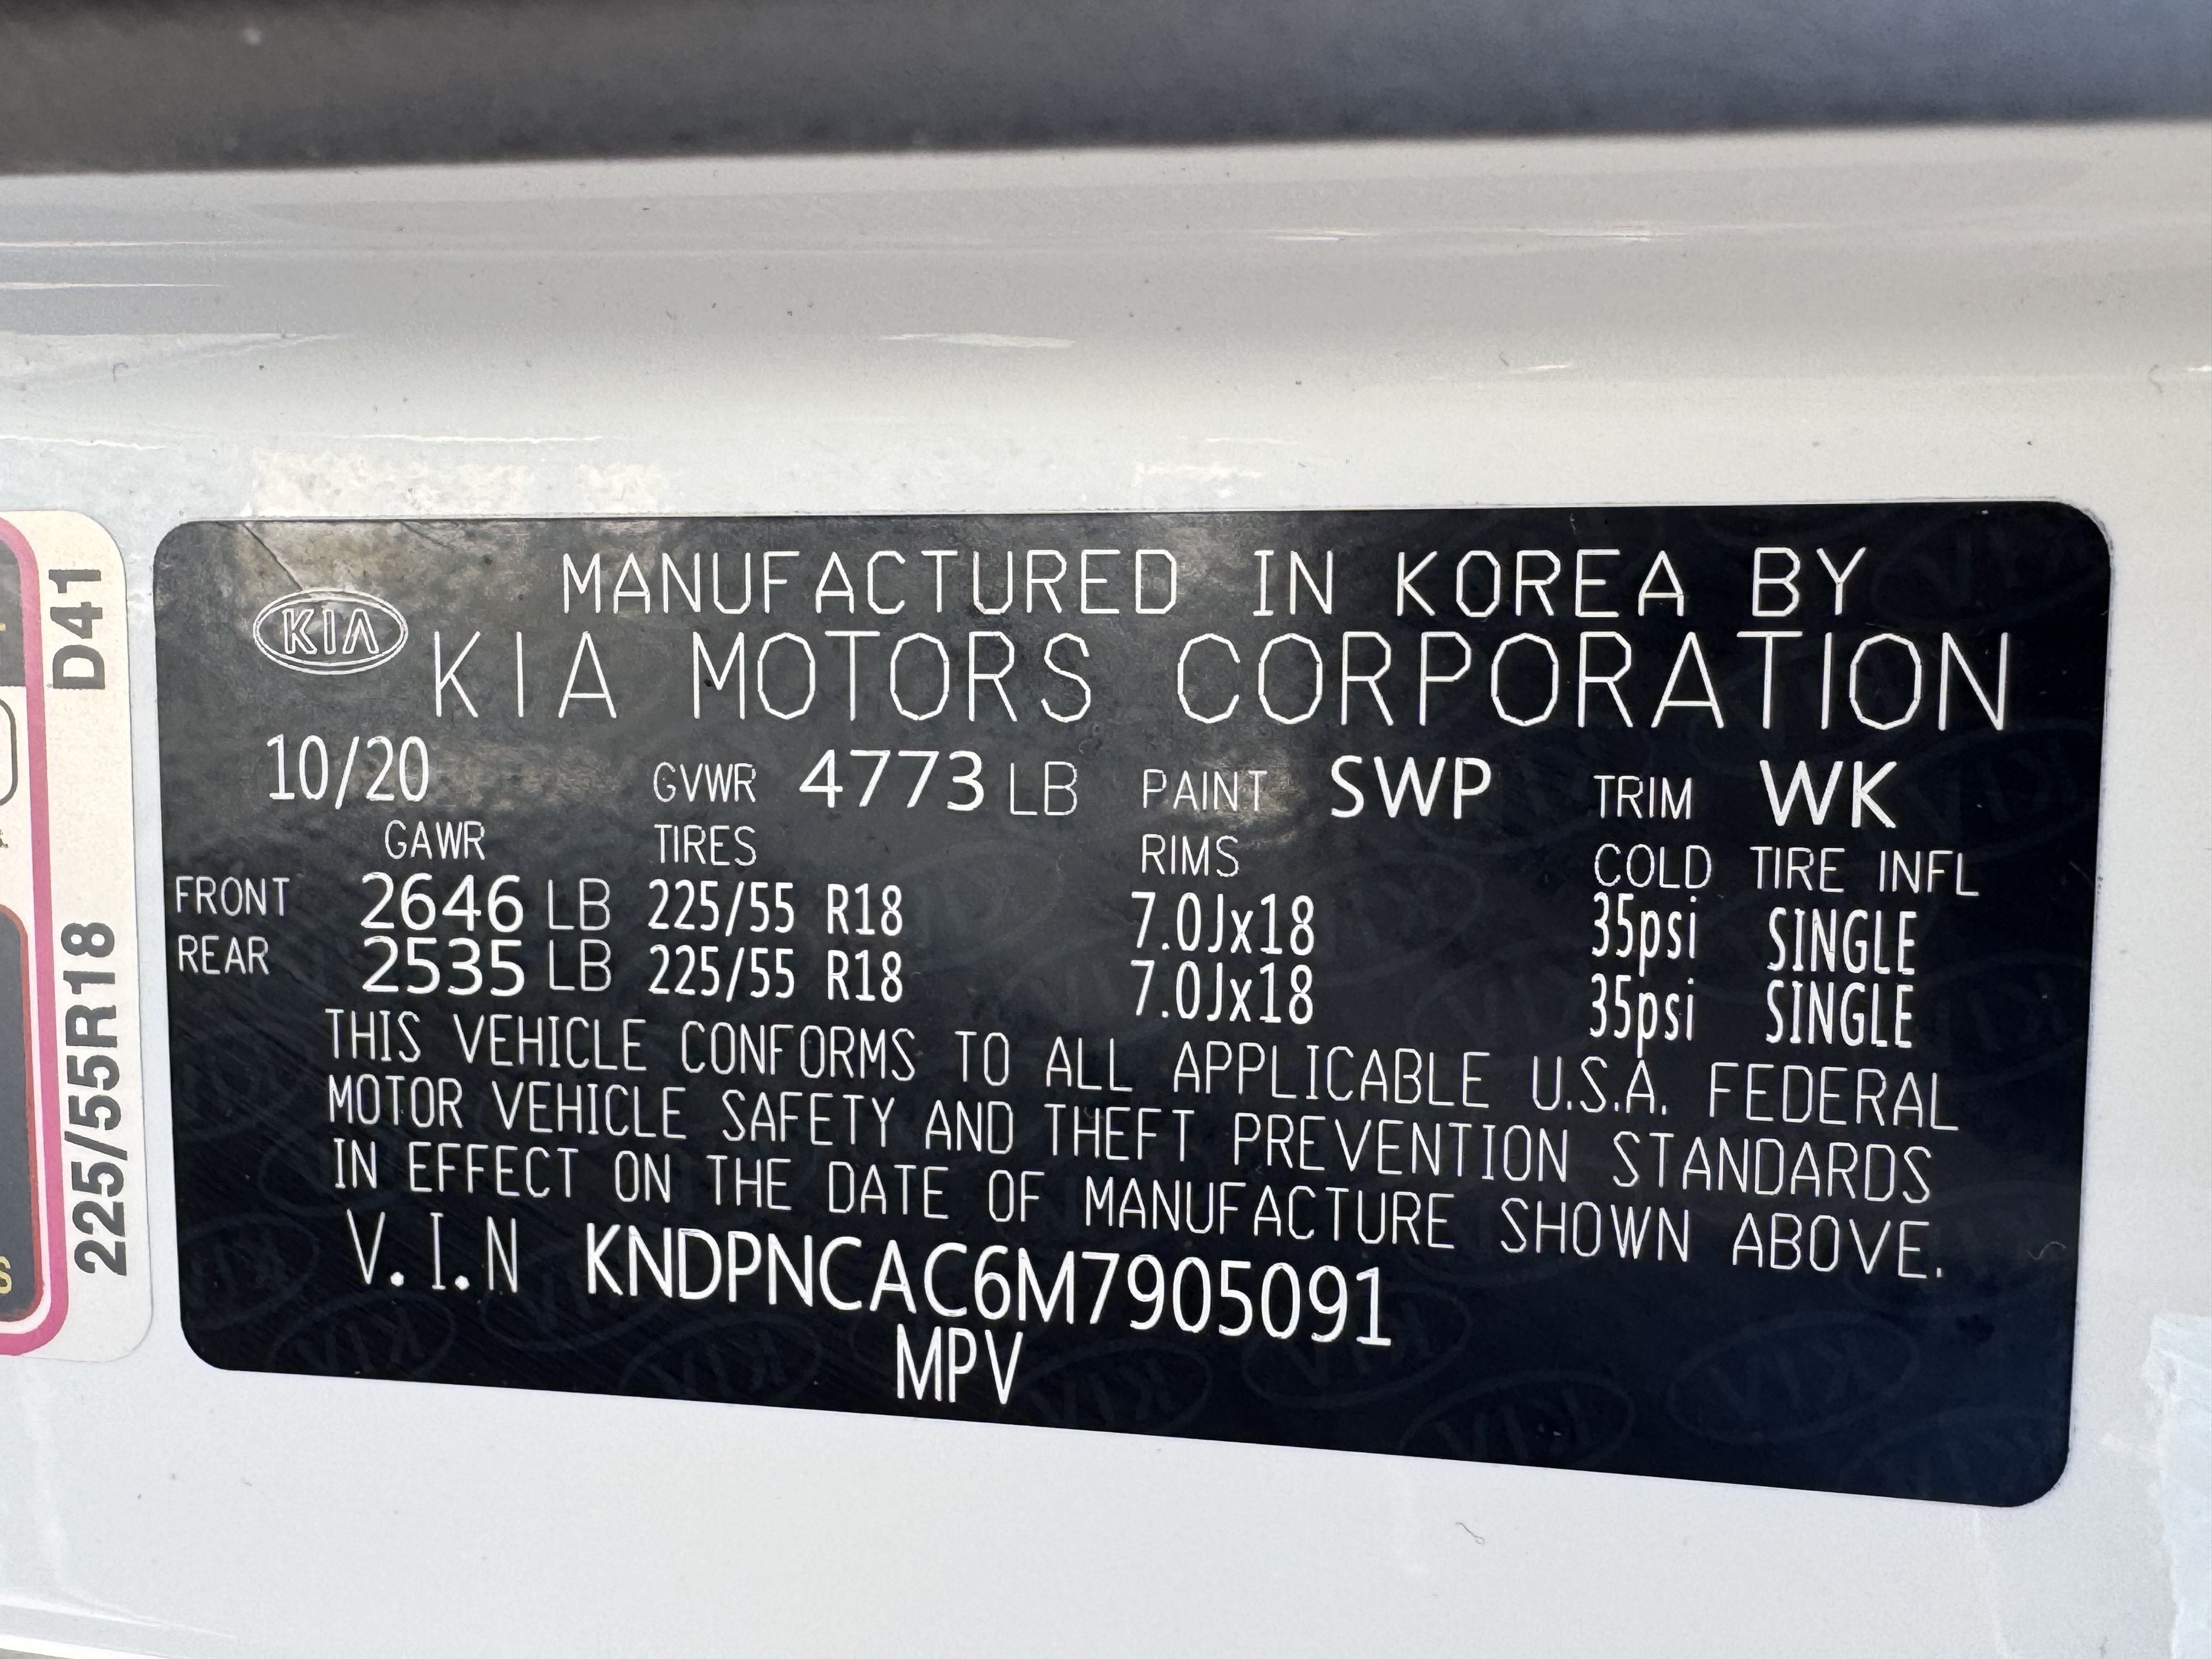 KIA
MANUFACTURED IN KOREA BY
KIA MOTORS CORPORATION
10/20 GVWR 4773 LB PAINT SWP TRIM WK
GAWR TIRES RIMS COLD TIRE INFL
FRONT 2646 LB 225/55 R18 7.0Jx18 35psi SINGLE
REAR 2535 LB 225/55 R18 7.0Jx18 35psi SINGLE
THIS VEHICLE CONFORMS TO ALL APPLICABLE U.S.A. FEDERAL
MOTOR VEHICLE SAFETY AND THEFT PREVENTION STANDARDS
IN EFFECT ON THE DATE OF MANUFACTURE SHOWN ABOVE.
V.I.N KNDPNCAC6M7905091
MPV
225/55R18 D41